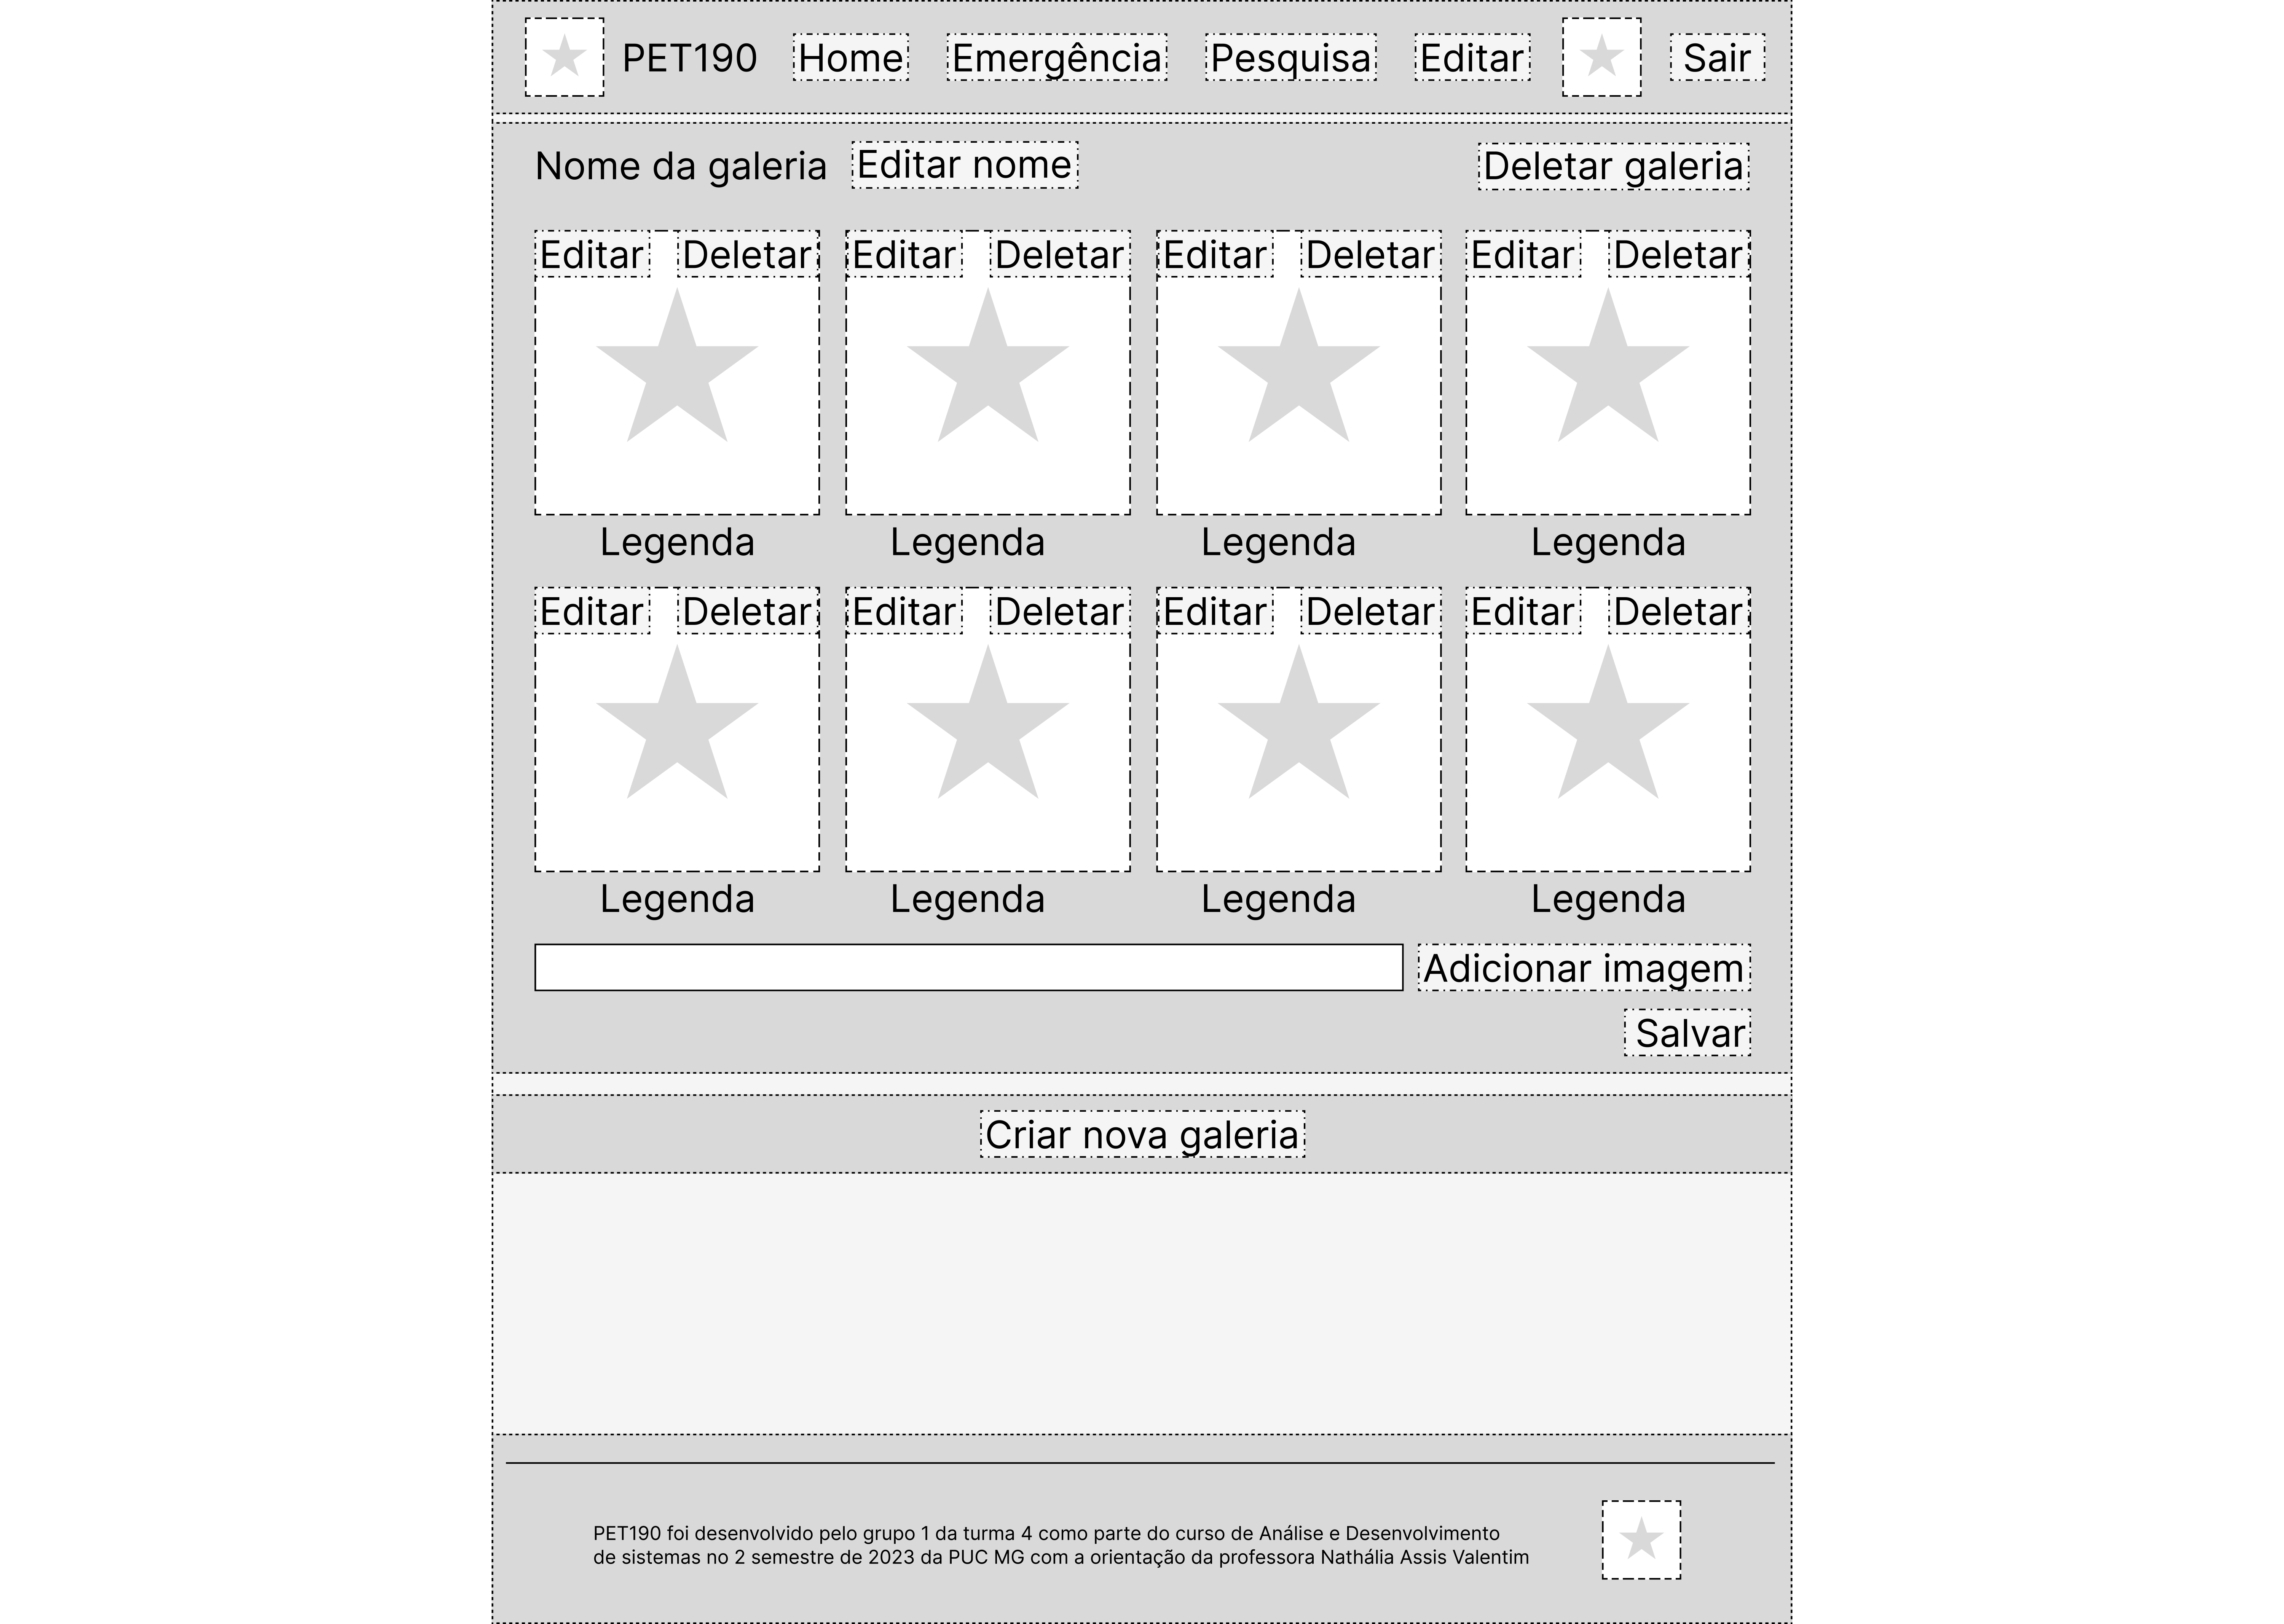 PET190 Home Emergência Pesquisa Editar Sair
Nome da galeria Editar nome Deletar galeria
Editar Deletar Editar Deletar Editar Deletar Editar Deletar
Legenda Legenda Legenda Legenda
Editar Deletar Editar Deletar Editar Deletar Editar Deletar
Legenda Legenda Legenda Legenda
Adicionar imagem
Salvar
Criar nova galeria
PET190 foi desenvolvido pelo grupo 1 da turma 4 como parte do curso de Análise e Desenvolvimento
de sistemas no 2 semestre de 2023 da PUC MG com a orientação da professora Nathália Assis Valentim